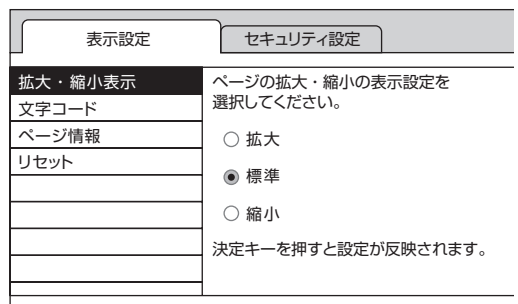 表示設定
セキュリティ設定
拡大・縮小表示
文字コード
ページ情報
リセット
ページの拡大・縮小の表示設定を
選択してください。
拡大
標準
縮小
決定キーを押すと設定が反映されます。